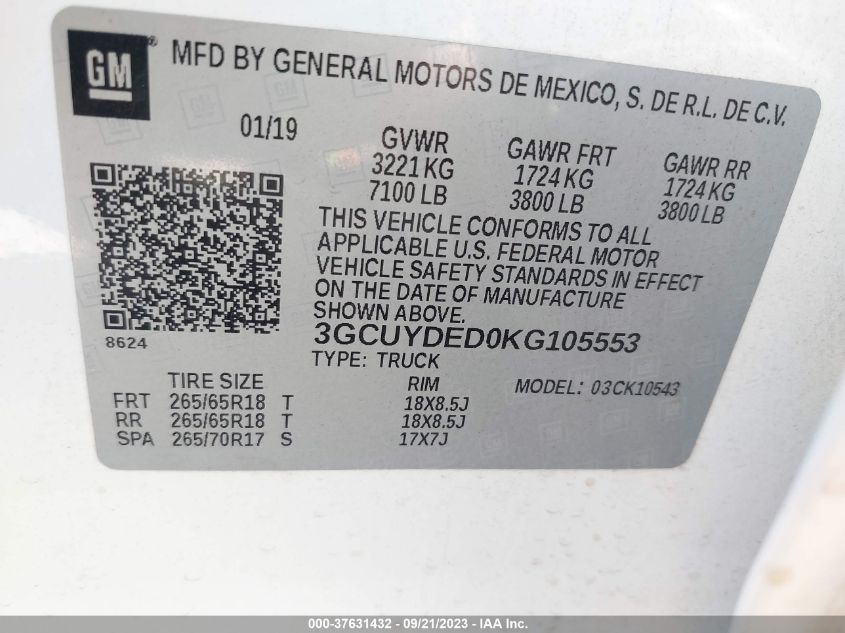 GM ® MFD BY GENERAL MOTORS DE MEXICO, S. DE R.L. DE C.V.
01/19
GVWR
3221 KG
7100 LB
GAWR FRT
1724 KG
3800 LB
GAWR RR
1724 KG
3800 LB
THIS VEHICLE CONFORMS TO ALL
APPLICABLE U.S. FEDERAL MOTOR
VEHICLE SAFETY STANDARDS IN EFFECT
ON THE DATE OF MANUFACTURE
SHOWN ABOVE.
8624
3GCUYDED0KG105553
TYPE: TRUCK
TIRE SIZE RIM MODEL: 03CK10543
FRT 265/65R18 T 18X8.5J
RR 265/65R18 T 18X8.5J
SPA 265/70R17 S 17X7J
000-37631432 - 09/21/2023 - IAA Inc.